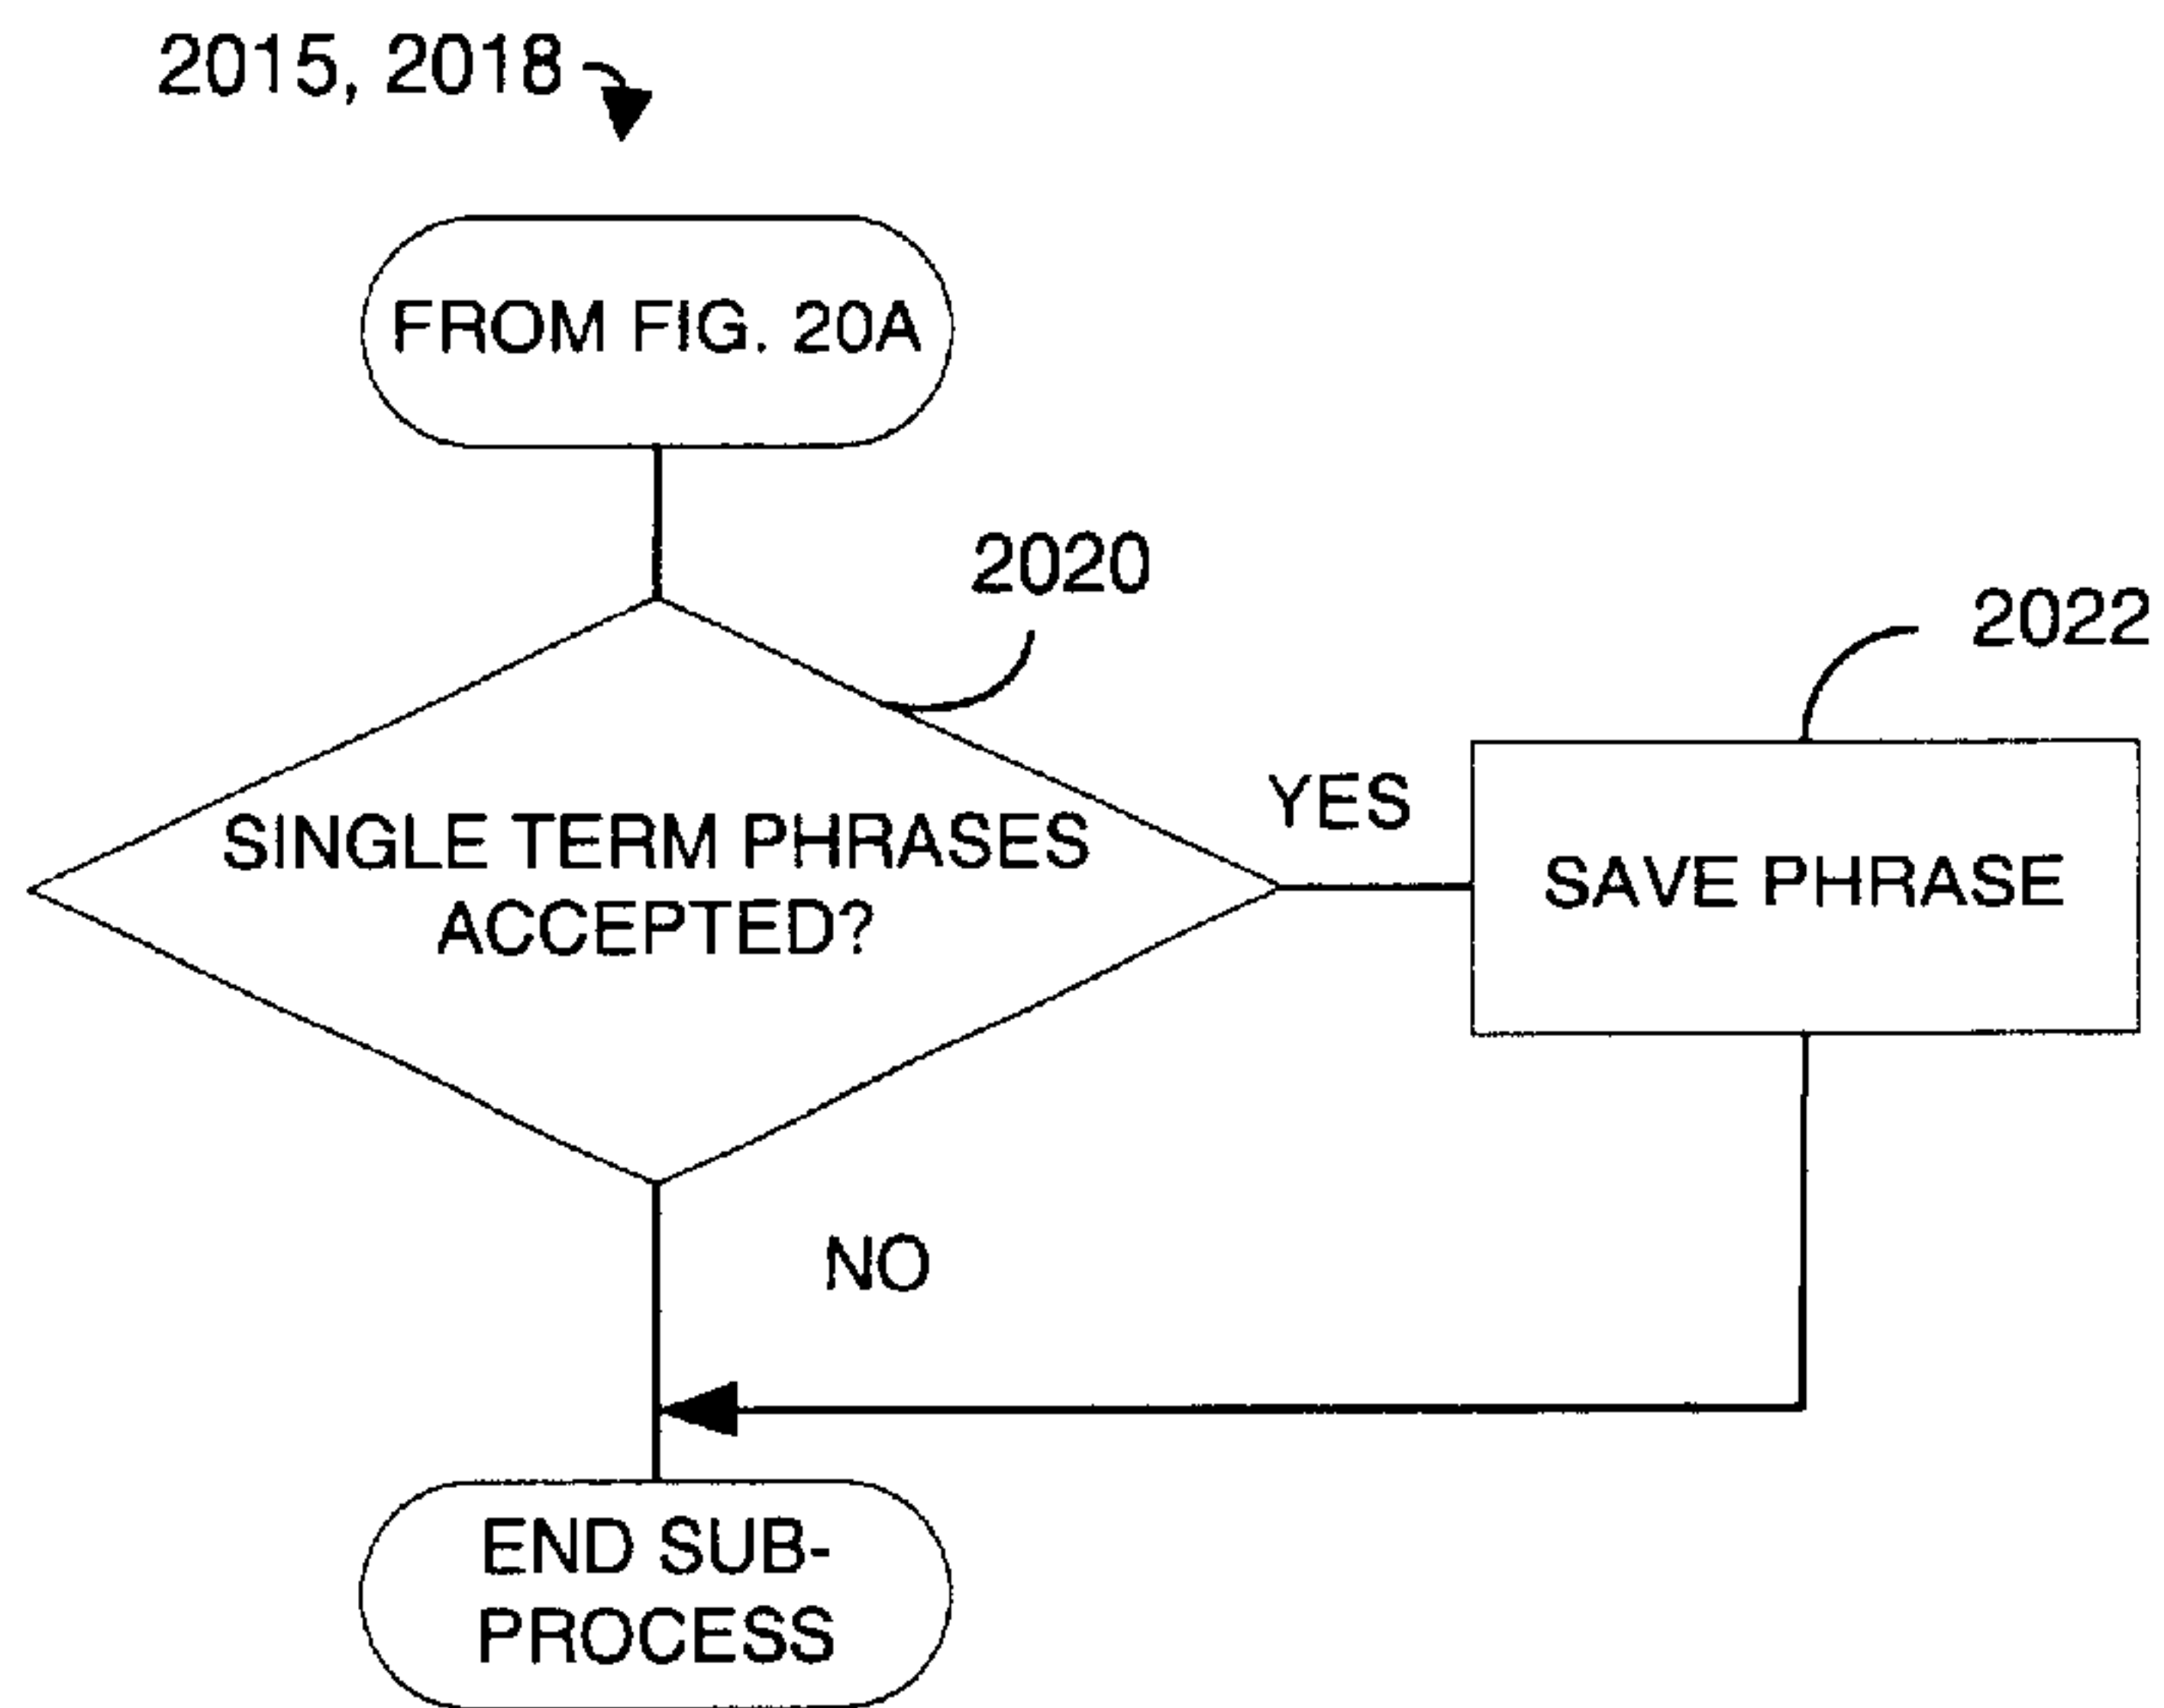 2015, 2018
FROM FIG. 20A
2020
2022
SINGLE TERM PHRASES
ACCEPTED?
YES
SAVE PHRASE
NO
END SUB-
PROCESS